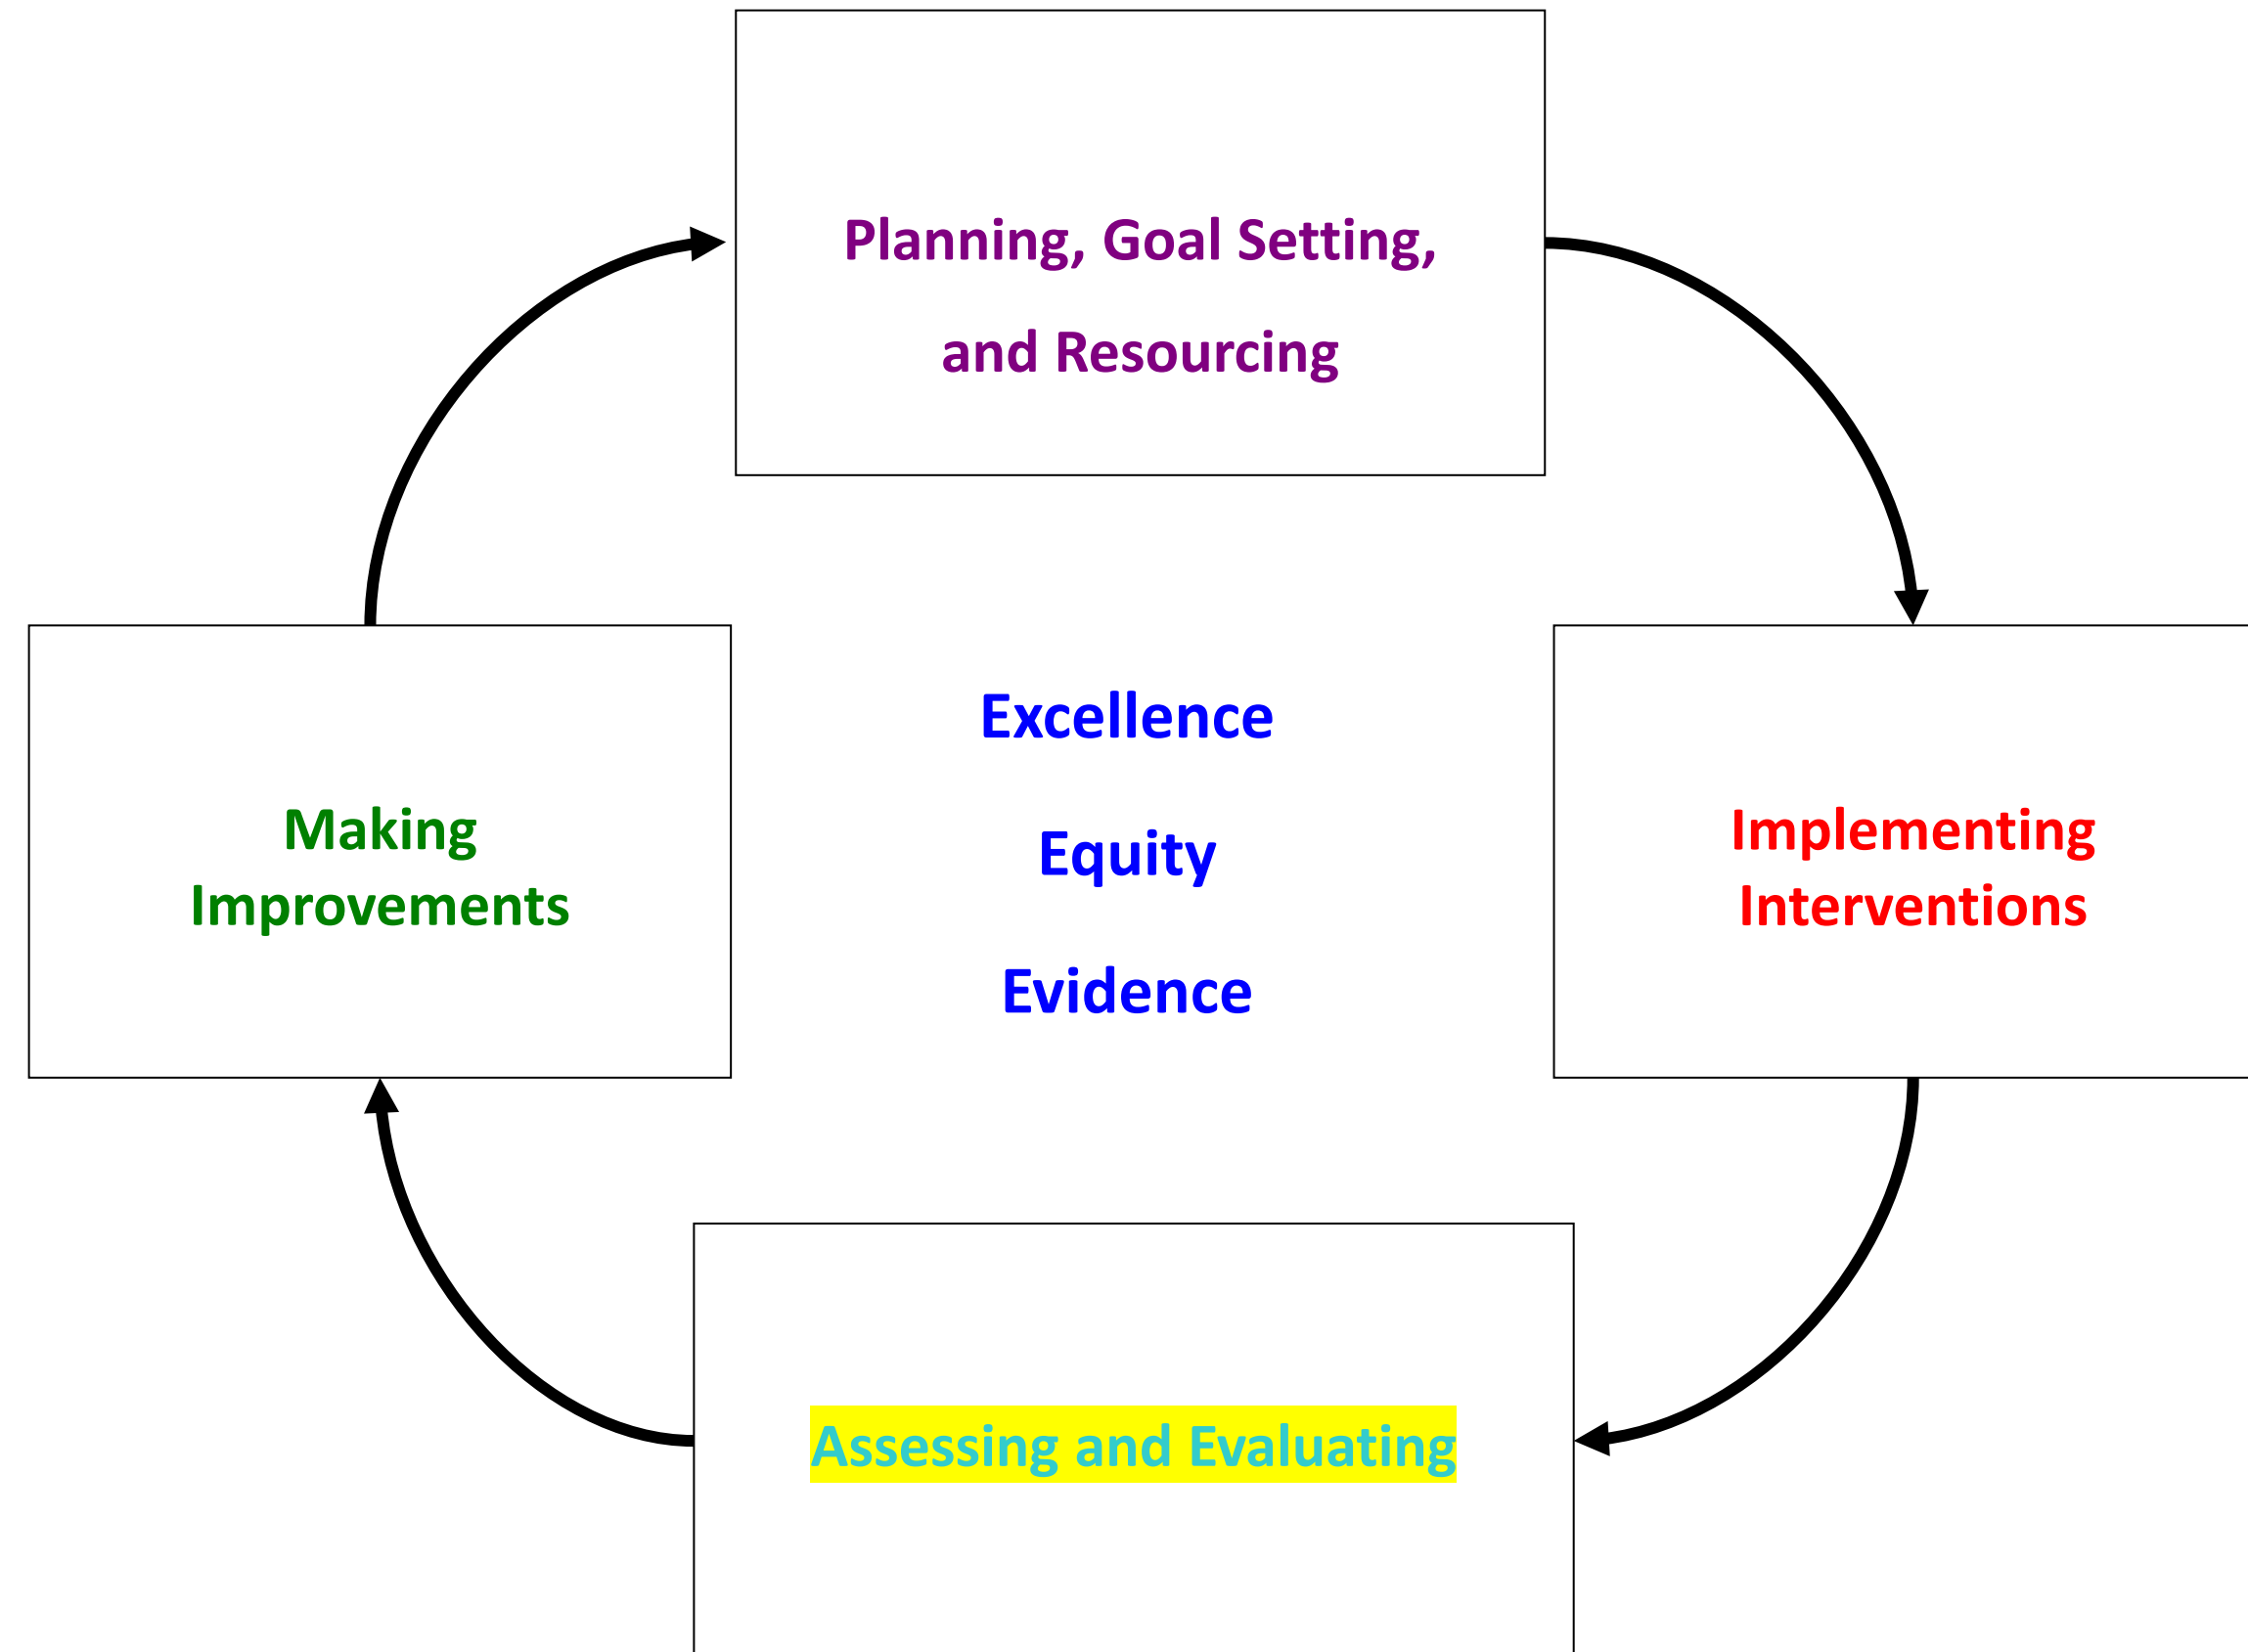 Planning, Goal Setting,
and Resourcing
Excellence
Equity
Evidence
Making
Improvements
Implementing
Interventions
Assessing and Evaluating